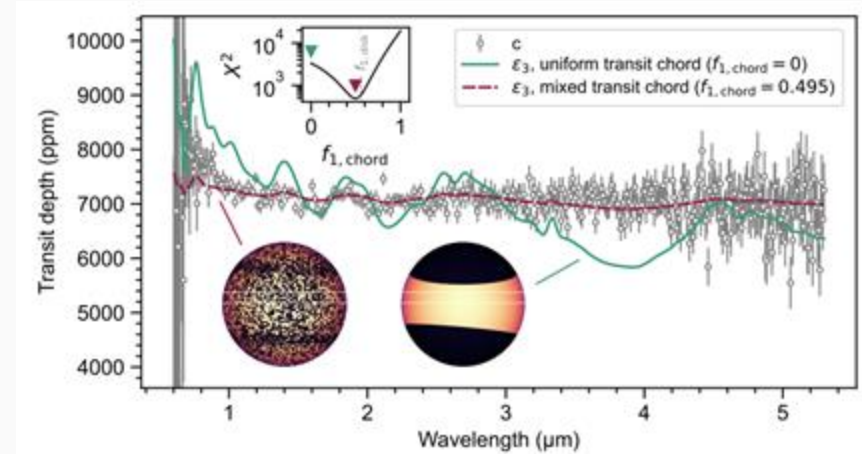 Transit depth (ppm)
10000
9000
8000
7000
6000
5000
4000
χ²
10⁴
10³
f₁,disk
0
1
f₁,chord
c
ε₃, uniform transit chord (f₁,chord = 0)
ε₃, mixed transit chord (f₁,chord = 0.495)
1
2
3
4
5
Wavelength (μm)